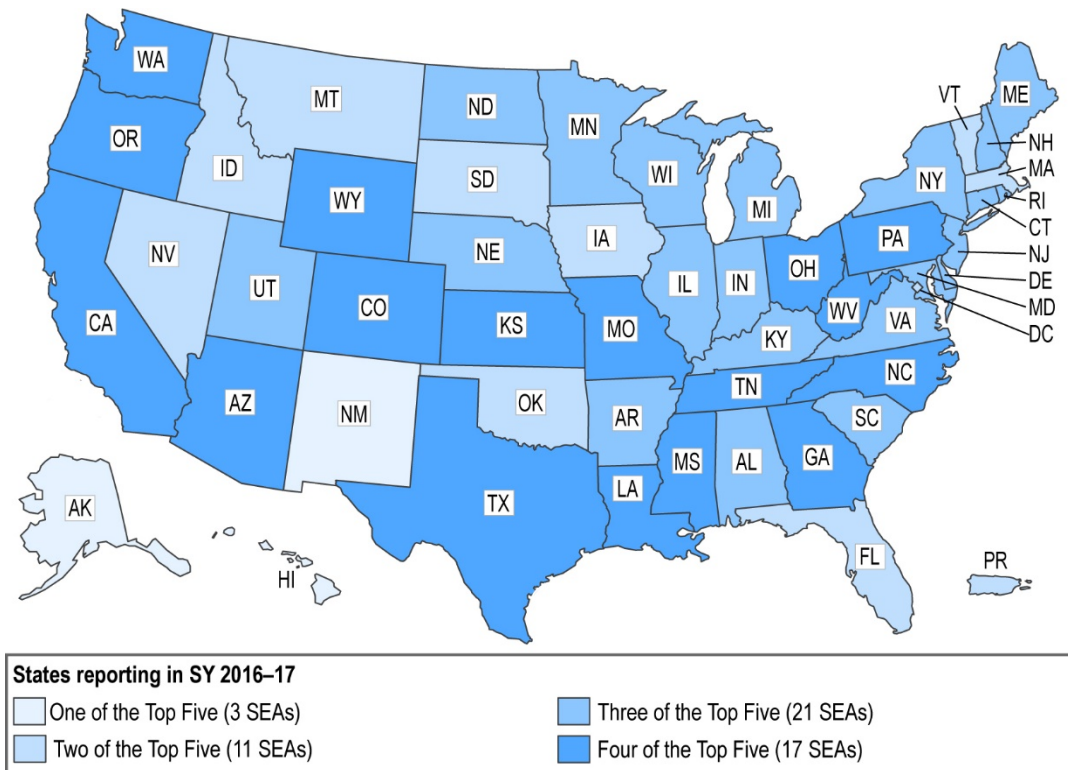 WA
MT
ND
MN
ME
VT
OR
ID
SD
WI
MI
NY
NH
MA
RI
CT
NJ
DE
MD
DC
WY
IA
NE
PA
NV
UT
CO
IL
IN
OH
WV
VA
CA
KS
MO
KY
NC
AZ
NM
OK
AR
TN
SC
MS
AL
GA
TX
LA
AK
HI
FL
PR
States reporting in SY 2016–17
One of the Top Five (3 SEAs)
Two of the Top Five (11 SEAs)
Three of the Top Five (21 SEAs)
Four of the Top Five (17 SEAs)